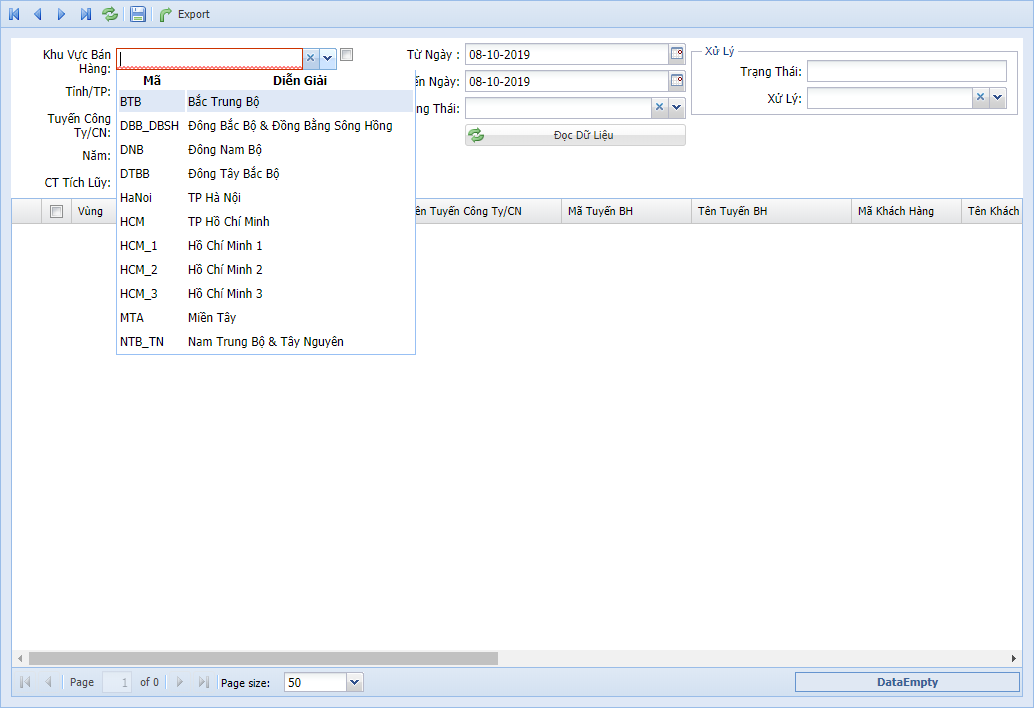 Export
Khu Vực Bán
Hàng:
Tỉnh/TP:
Tuyến Công
Ty/CN:
Năm:
CT Tích Lũy:
Mã Diễn Giải
BTB Bắc Trung Bộ
DBB_DBSH Đông Bắc Bộ & Đồng Bằng Sông Hồng
DNB Đông Nam Bộ
DTBB Đông Tây Bắc Bộ
HaNoi TP Hà Nội
HCM TP Hồ Chí Minh
HCM_1 Hồ Chí Minh 1
HCM_2 Hồ Chí Minh 2
HCM_3 Hồ Chí Minh 3
MTA Miền Tây
NTB_TN Nam Trung Bộ & Tây Nguyên
Từ Ngày : 08-10-2019
ến Ngày: 08-10-2019
ng Thái:
Đọc Dữ Liệu
Xử Lý
Trạng Thái:
Xử Lý:
Vùng ên Tuyến Công Ty/CN Mã Tuyến BH Tên Tuyến BH Mã Khách Hàng Tên Khách
Page 1 of 0 Page size: 50 DataEmpty